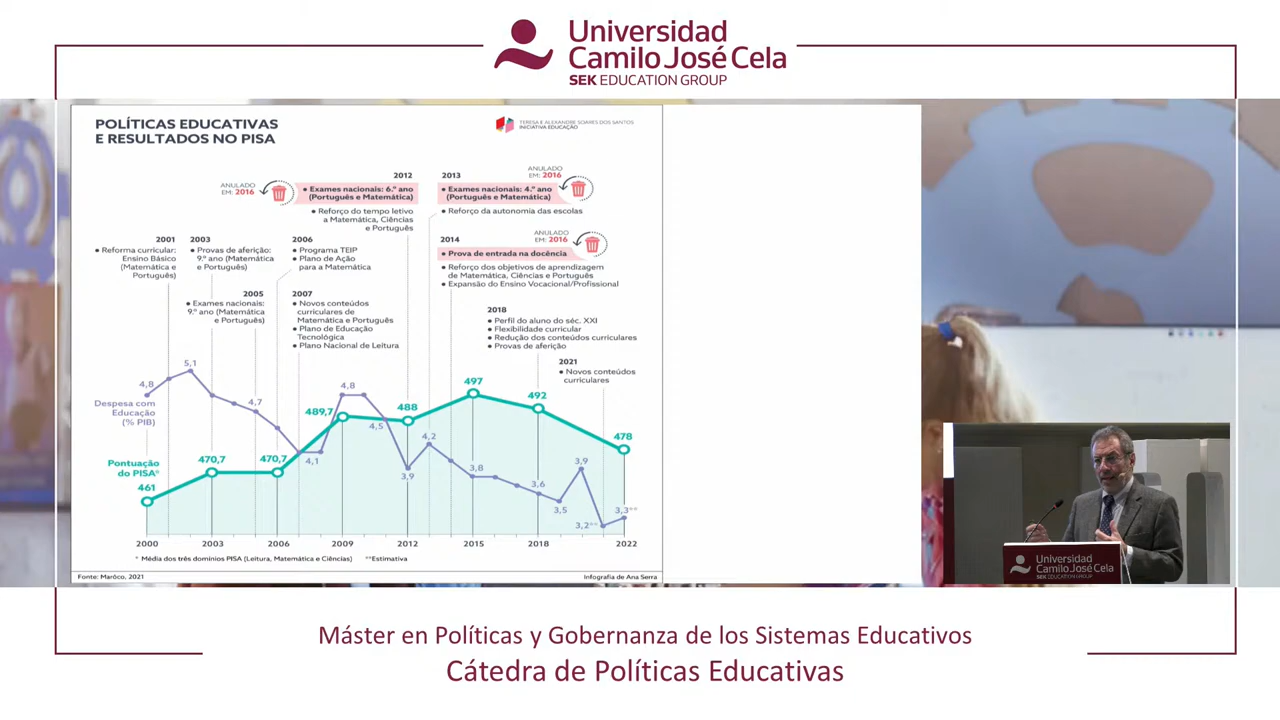 Universidad
Camilo José Cela
SEK EDUCATION GROUP
POLÍTICAS EDUCATIVAS
E RESULTADOS NO PISA
TERESA E ALEXANDRE SOARES DOS SANTOS
INICIATIVA EDUCAÇÃO
ANULADO
EM: 2016
2012
• Exames nacionais: 6.º ano
(Português e Matemática)
• Reforço do tempo letivo
a Matemática, Ciências
e Português
2013
ANULADO
EM: 2016
• Exames nacionais: 4.º ano
(Português e Matemática)
• Reforço da autonomia das escolas
2001
• Reforma curricular:
Ensino Básico
(Matemática e
Português)
2003
• Provas de aferição:
9.º ano (Matemática
e Português)
2005
• Exames nacionais:
9.º ano (Matemática
e Português)
2006
• Programa TEIP
• Plano de Ação
para a Matemática
2007
• Novos conteúdos
curriculares de
Matemática e Português
• Plano de Educação
Tecnológica
• Plano Nacional de Leitura
2014
ANULADO
EM: 2016
• Prova de entrada na docência
• Reforço dos objetivos de aprendizagem
de Matemática, Ciências e Português
• Expansão do Ensino Vocacional/Profissional
2018
• Perfil do aluno do séc. XXI
• Flexibilidade curricular
• Redução dos conteúdos curriculares
• Provas de aferição
2021
• Novos conteúdos
curriculares
4,8
5,1
4,7
4,1
4,8
4,5
3,9
4,2
3,8
3,6
3,5
3,9
3,2**
3,3**
Despesa com
Educação
(% PIB)
Pontuação
do PISA*
461
470,7
470,7
489,7
488
497
492
478
2000
2003
2006
2009
2012
2015
2018
2022
* Média dos três domínios PISA (Leitura, Matemática e Ciências)
**Estimativa
Fonte: Marôco, 2021
Infografia de Ana Serra
Universidad
Camilo José Cela
SEK EDUCATION GROUP
Máster en Políticas y Gobernanza de los Sistemas Educativos
Cátedra de Políticas Educativas